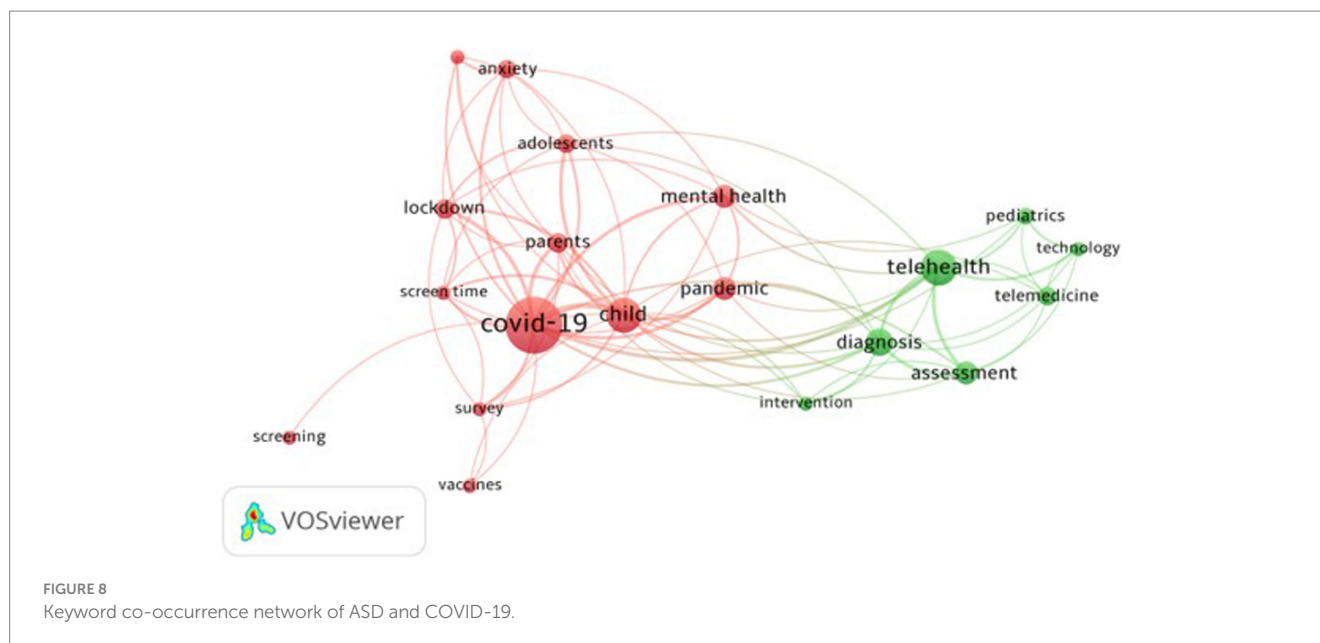 anxiety
adolescents
mental health
lockdown
pediatrics
parents
technology
telehealth
screen time
pandemic
telemedicine
covid-19
child
diagnosis
assessment
intervention
survey
screening
vaccines
VOSviewer
FIGURE 8
Keyword co-occurrence network of ASD and COVID-19.